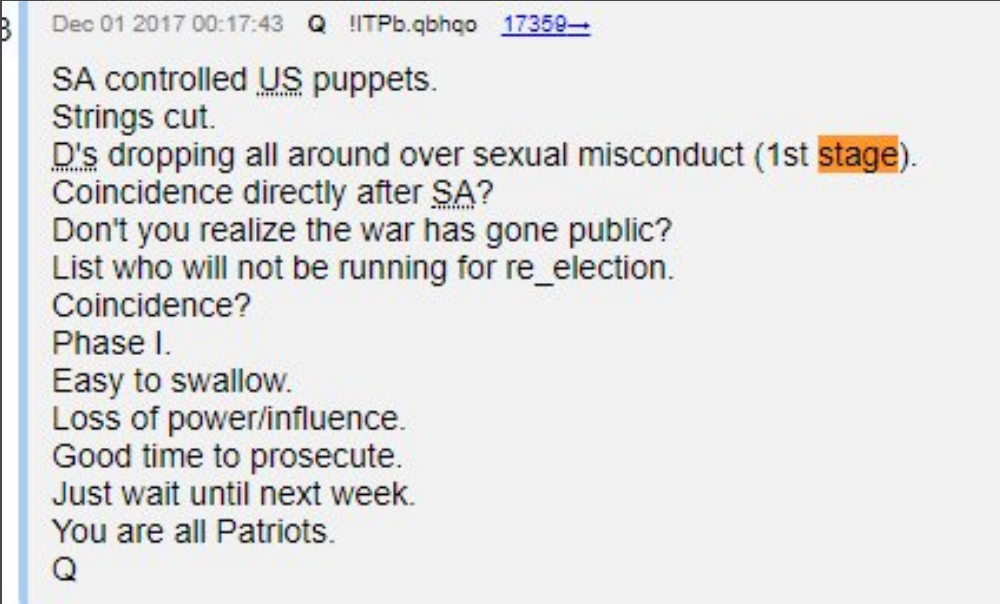 Dec 01 2017 00:17:43 Q !ITPb.qbhqo 17359→
SA controlled US puppets.
Strings cut.
D's dropping all around over sexual misconduct (1st stage).
Coincidence directly after SA?
Don't you realize the war has gone public?
List who will not be running for re_election.
Coincidence?
Phase I.
Easy to swallow.
Loss of power/influence.
Good time to prosecute.
Just wait until next week.
You are all Patriots.
Q